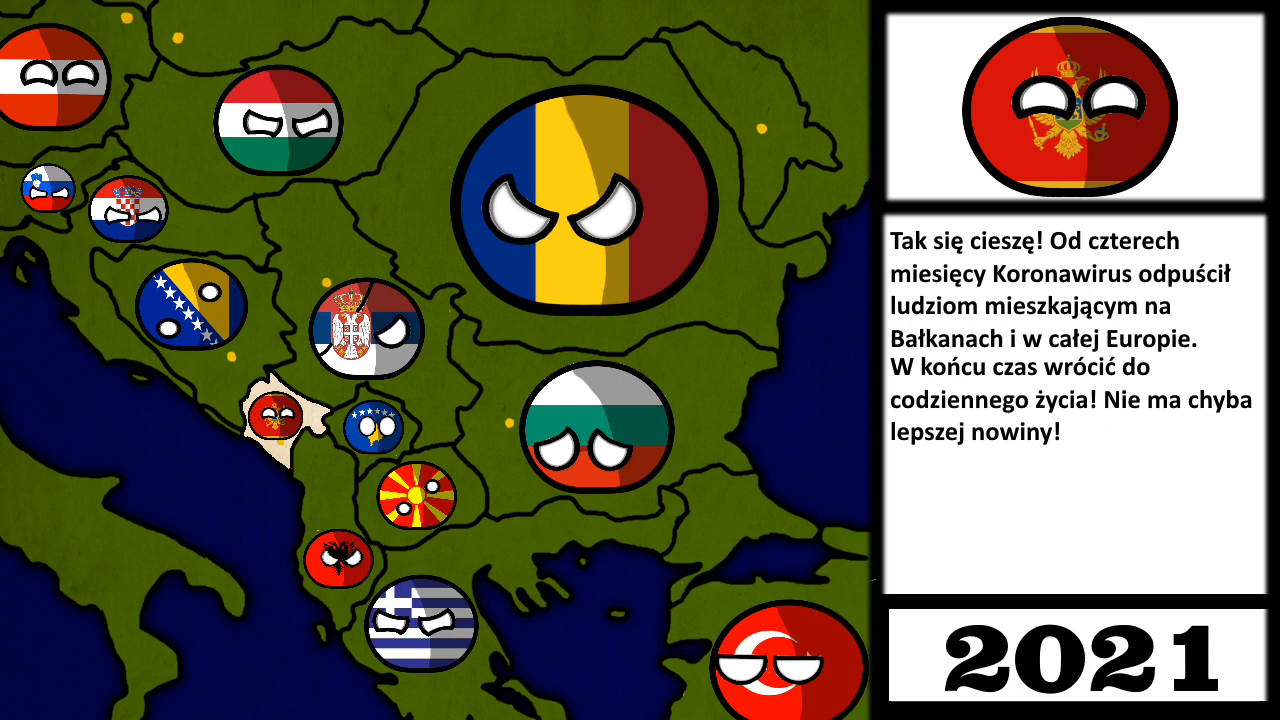 Tak się cieszę! Od czterech
miesięcy Koronawirus odpuścił
ludziom mieszkającym na
Bałkanach i w całej Europie.
W końcu czas wrócić do
codziennego życia! Nie ma chyba
lepszej nowiny!
2021